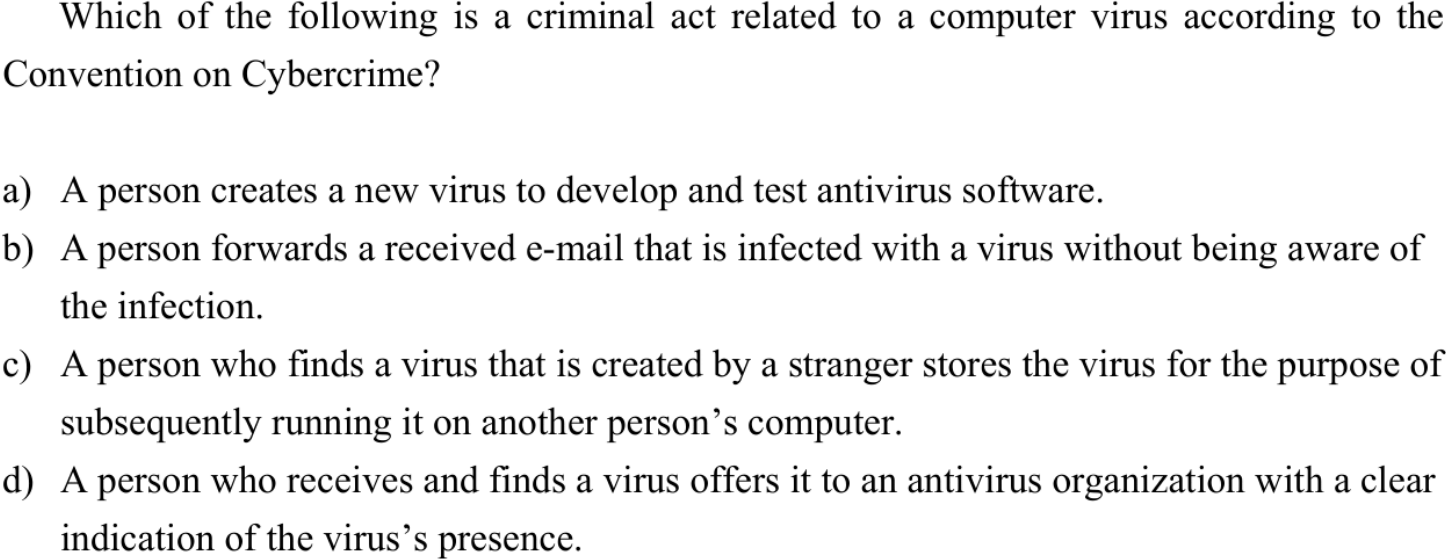 Which of the following is a criminal act related to a computer virus according to the
Convention on Cybercrime?
a) A person creates a new virus to develop and test antivirus software.
b) A person forwards a received e-mail that is infected with a virus without being aware of
the infection.
c) A person who finds a virus that is created by a stranger stores the virus for the purpose of
subsequently running it on another person’s computer.
d) A person who receives and finds a virus offers it to an antivirus organization with a clear
indication of the virus’s presence.